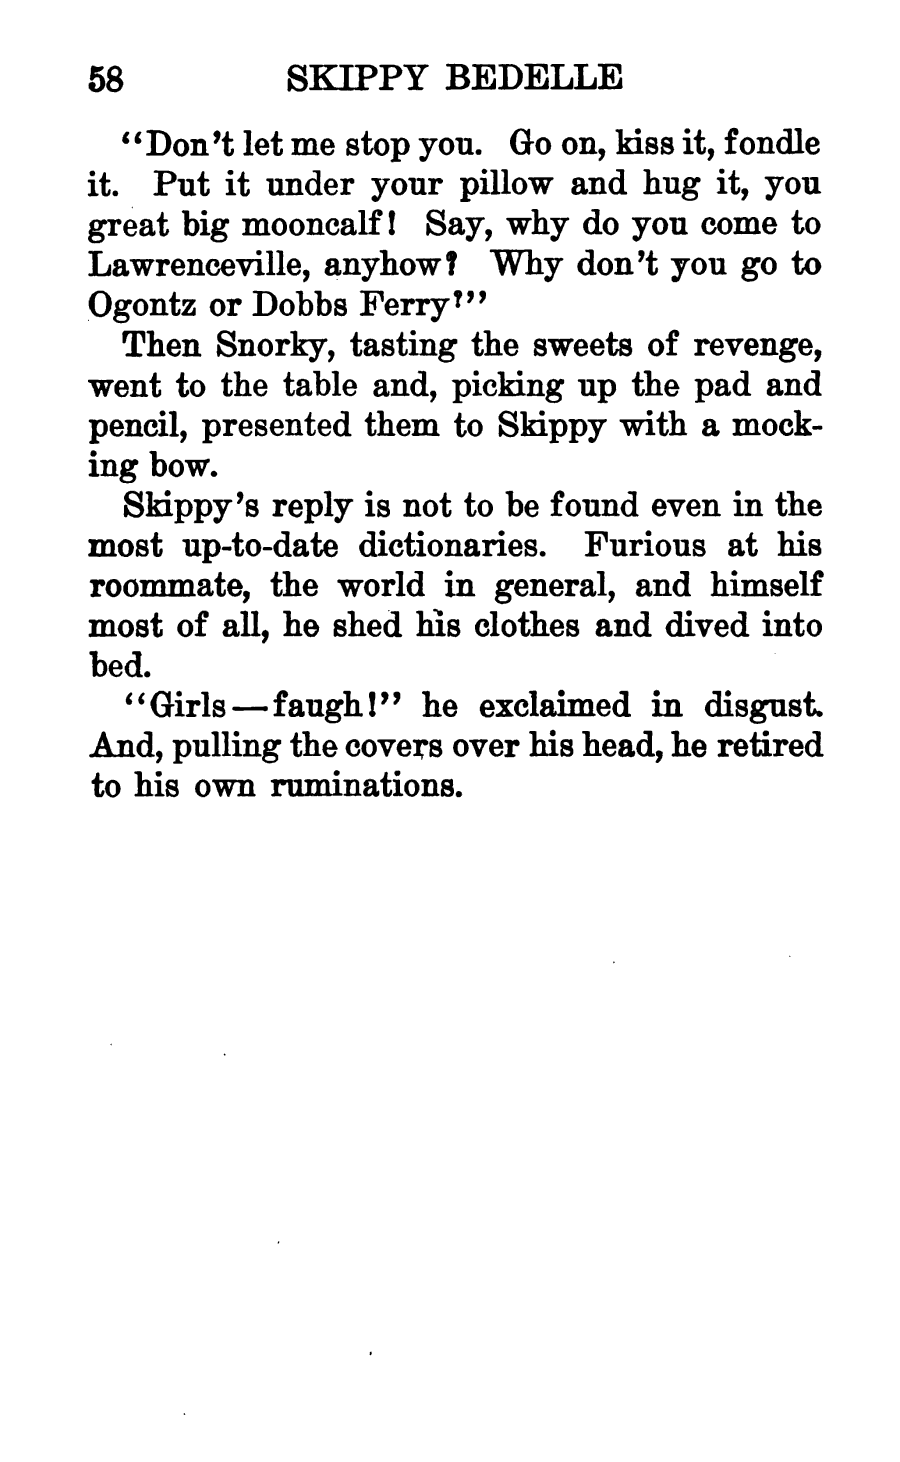 58 SKIPPY BEDELLE
"Don't let me stop you. Go on, kiss it, fondle
it. Put it under your pillow and hug it, you
great big mooncalf! Say, why do you come to
Lawrenceville, anyhow? Why don't you go to
Ogontz or Dobbs Ferry?"
Then Snorky, tasting the sweets of revenge,
went to the table and, picking up the pad and
pencil, presented them to Skippy with a mock-
ing bow.
Skippy's reply is not to be found even in the
most up-to-date dictionaries. Furious at his
roommate, the world in general, and himself
most of all, he shed his clothes and dived into
bed.
"Girls—faugh!" he exclaimed in disgust.
And, pulling the covers over his head, he retired
to his own ruminations.